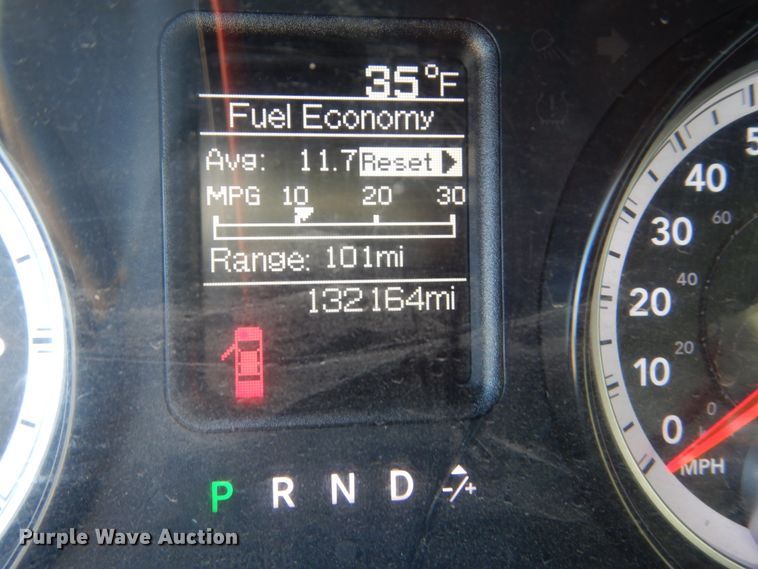 35°F
Fuel Economy
Avg: 11.7 Reset
MPG 10 20 30
Range: 101mi
132164mi
P R N D -/+
40
30
20
10
0
60
40
20
0
MPH
Purple Wave Auction